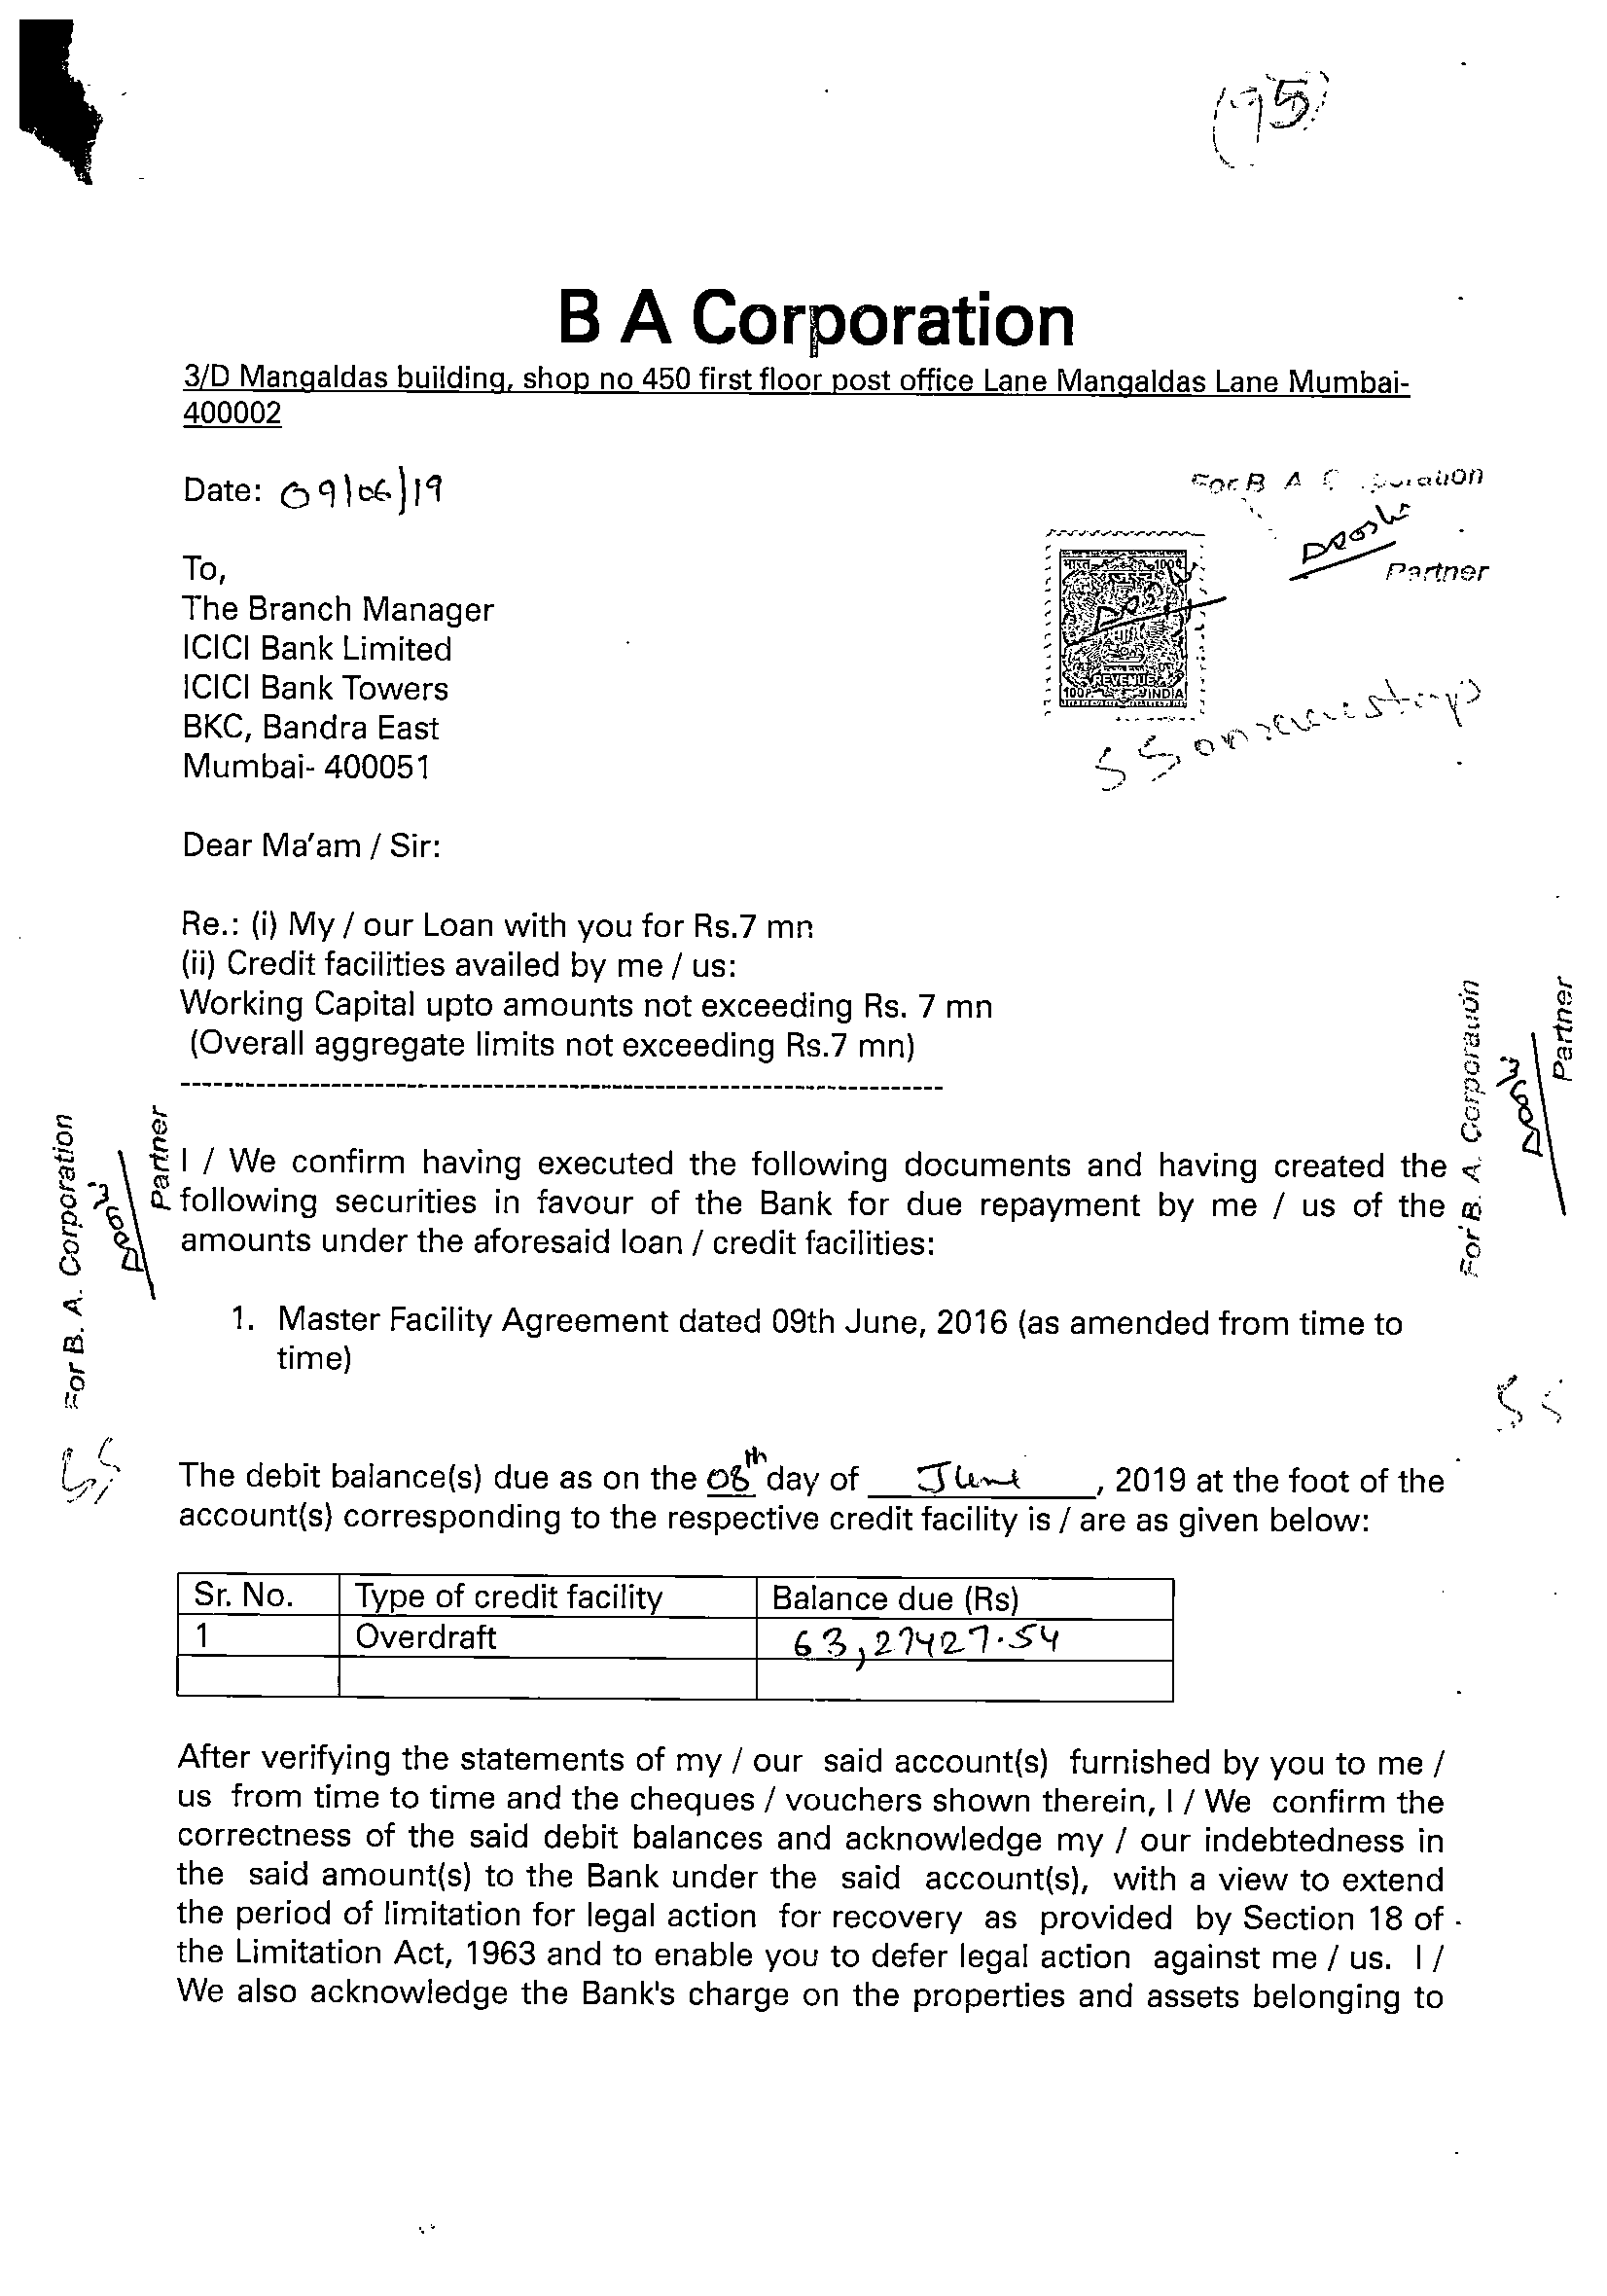 (95)
B A Corporation
3/D Mangaldas building, shop no 450 first floor post office Lane Mangaldas Lane Mumbai-
400002
Date: 09/06/19
For B A Corporation
Partner
REVENUE
100P. INDIA
To,
The Branch Manager
ICICI Bank Limited
ICICI Bank Towers
BKC, Bandra East
Mumbai- 400051
Dear Ma'am / Sir:
Re.: (i) My / our Loan with you for Rs.7 mn
(ii) Credit facilities availed by me / us:
Working Capital upto amounts not exceeding Rs. 7 mn
(Overall aggregate limits not exceeding Rs.7 mn)
For B. A. Corporation
Partner
For B. A. Corporation
Partner
I / We confirm having executed the following documents and having created the
following securities in favour of the Bank for due repayment by me / us of the
amounts under the aforesaid loan / credit facilities:
1. Master Facility Agreement dated 09th June, 2016 (as amended from time to
time)
The debit balance(s) due as on the 08th day of June, 2019 at the foot of the
account(s) corresponding to the respective credit facility is / are as given below:
Sr. No. Type of credit facility Balance due (Rs)
1 Overdraft 63,27427.54
After verifying the statements of my / our said account(s) furnished by you to me /
us from time to time and the cheques / vouchers shown therein, I / We confirm the
correctness of the said debit balances and acknowledge my / our indebtedness in
the said amount(s) to the Bank under the said account(s), with a view to extend
the period of limitation for legal action for recovery as provided by Section 18 of
the Limitation Act, 1963 and to enable you to defer legal action against me / us. I /
We also acknowledge the Bank's charge on the properties and assets belonging to